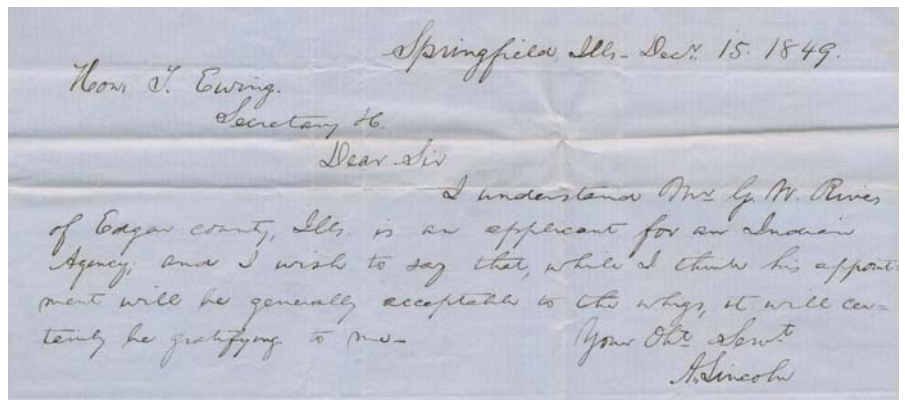 Springfield, Ills. Decr. 15. 1849.
Hon: T. Ewing.
Secretary &c.
Dear Sir
I understand Mr. G. W. Rives
of Edgar county, Ills. is an applicant for an Indian
Agency; and I wish to say that, while I think his appoint-
ment will be generally acceptable to the whigs, it will cer-
tainly be gratifying to me—
Your Obt. Servt.
A. Lincoln